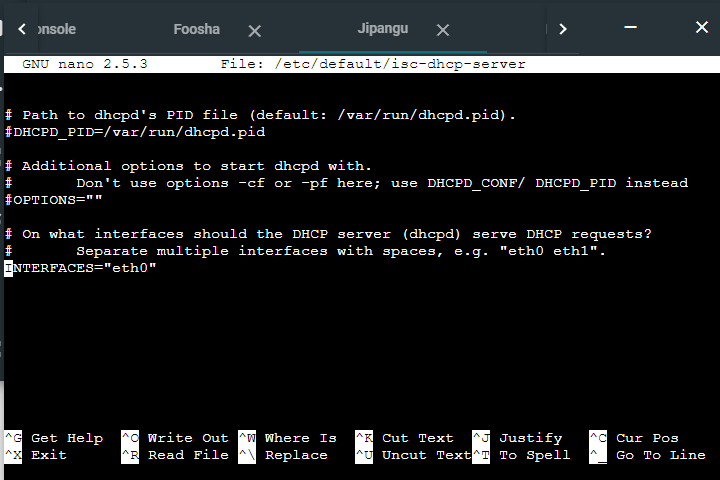 onsole
Foosha
Jipangu
GNU nano 2.5.3 File: /etc/default/isc-dhcp-server
# Path to dhcpd's PID file (default: /var/run/dhcpd.pid).
#DHCPD_PID=/var/run/dhcpd.pid
# Additional options to start dhcpd with.
# Don't use options -cf or -pf here; use DHCPD_CONF/ DHCPD_PID instead
#OPTIONS=""
# On what interfaces should the DHCP server (dhcpd) serve DHCP requests?
# Separate multiple interfaces with spaces, e.g. "eth0 eth1".
INTERFACES="eth0"
^G Get Help ^O Write Out ^W Where Is ^K Cut Text ^J Justify ^C Cur Pos
^X Exit ^R Read File ^\ Replace ^U Uncut Text^T To Spell ^_ Go To Line